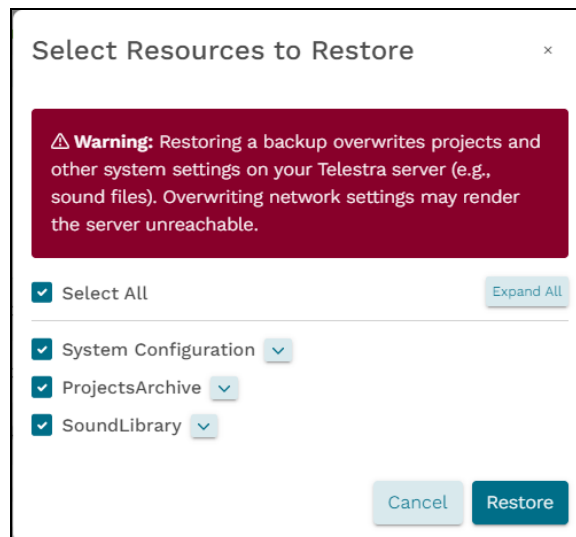 Select Resources to Restore ×
⚠ Warning: Restoring a backup overwrites projects and
other system settings on your Telestra server (e.g.,
sound files). Overwriting network settings may render
the server unreachable.
Select All Expand All
System Configuration
ProjectsArchive
SoundLibrary
Cancel Restore